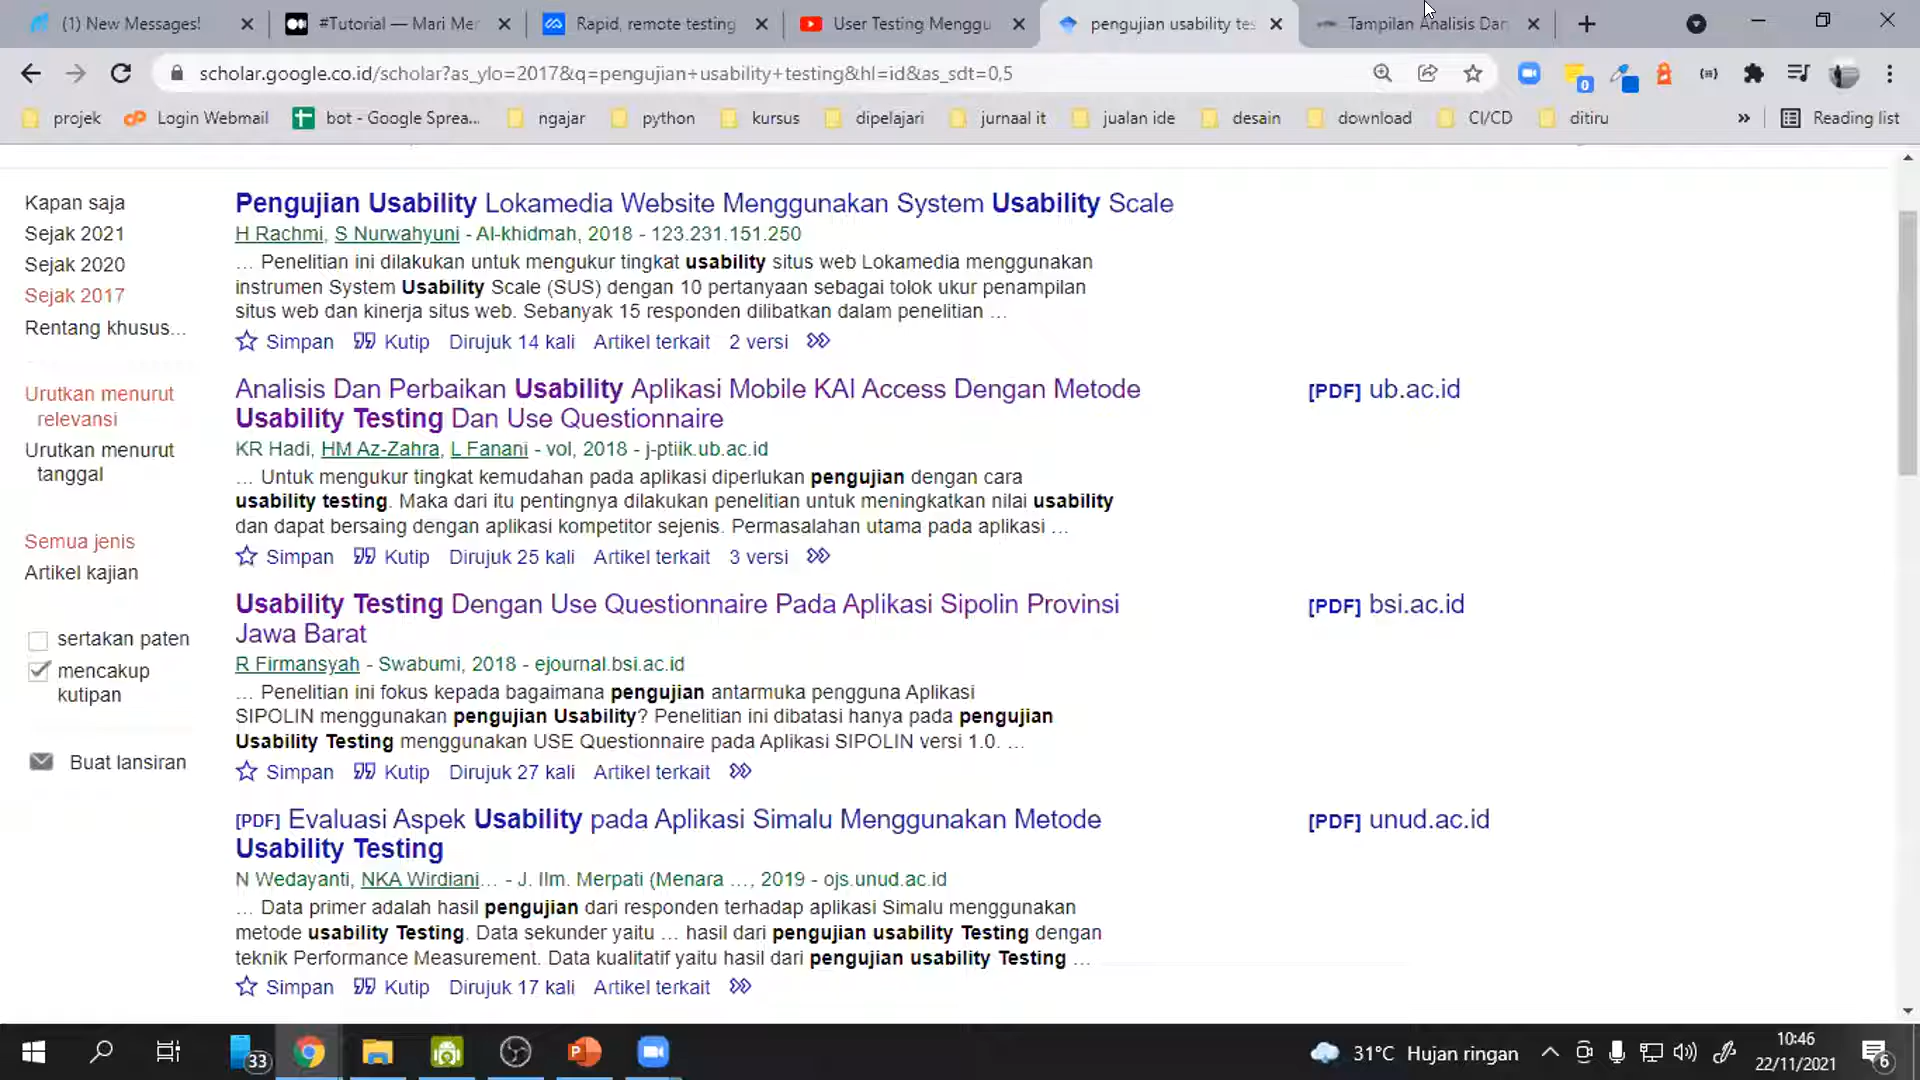 (1) New Messages!
#Tutorial — Mari Mer
Rapid, remote testing
User Testing Menggu
pengujian usability tes
Tampilan Analisis Dan
scholar.google.co.id/scholar?as_ylo=2017&q=pengujian+usability+testing&hl=id&as_sdt=0,5
0
projek
Login Webmail
bot - Google Sprea...
ngajar
python
kursus
dipelajari
jurnaal it
jualan ide
desain
download
CI/CD
ditiru
»
Reading list
Kapan saja
Sejak 2021
Sejak 2020
Sejak 2017
Rentang khusus...
Urutkan menurut
relevansi
Urutkan menurut
tanggal
Semua jenis
Artikel kajian
sertakan paten
mencakup
kutipan
Buat lansiran
Pengujian Usability Lokamedia Website Menggunakan System Usability Scale
H Rachmi, S Nurwahyuni - Al-khidmah, 2018 - 123.231.151.250
... Penelitian ini dilakukan untuk mengukur tingkat usability situs web Lokamedia menggunakan
instrumen System Usability Scale (SUS) dengan 10 pertanyaan sebagai tolok ukur penampilan
situs web dan kinerja situs web. Sebanyak 15 responden dilibatkan dalam penelitian ...
Simpan Kutip Dirujuk 14 kali Artikel terkait 2 versi
Analisis Dan Perbaikan Usability Aplikasi Mobile KAI Access Dengan Metode
Usability Testing Dan Use Questionnaire
[PDF] ub.ac.id
KR Hadi, HM Az-Zahra, L Fanani - vol, 2018 - j-ptiik.ub.ac.id
... Untuk mengukur tingkat kemudahan pada aplikasi diperlukan pengujian dengan cara
usability testing. Maka dari itu pentingnya dilakukan penelitian untuk meningkatkan nilai usability
dan dapat bersaing dengan aplikasi kompetitor sejenis. Permasalahan utama pada aplikasi ...
Simpan Kutip Dirujuk 25 kali Artikel terkait 3 versi
Usability Testing Dengan Use Questionnaire Pada Aplikasi Sipolin Provinsi
Jawa Barat
[PDF] bsi.ac.id
R Firmansyah - Swabumi, 2018 - ejournal.bsi.ac.id
... Penelitian ini fokus kepada bagaimana pengujian antarmuka pengguna Aplikasi
SIPOLIN menggunakan pengujian Usability? Penelitian ini dibatasi hanya pada pengujian
Usability Testing menggunakan USE Questionnaire pada Aplikasi SIPOLIN versi 1.0. ...
Simpan Kutip Dirujuk 27 kali Artikel terkait
[PDF] Evaluasi Aspek Usability pada Aplikasi Simalu Menggunakan Metode
Usability Testing
[PDF] unud.ac.id
N Wedayanti, NKA Wirdiani... - J. Ilm. Merpati (Menara ..., 2019 - ojs.unud.ac.id
... Data primer adalah hasil pengujian dari responden terhadap aplikasi Simalu menggunakan
metode usability Testing. Data sekunder yaitu ... hasil dari pengujian usability Testing dengan
teknik Performance Measurement. Data kualitatif yaitu hasil dari pengujian usability Testing ...
Simpan Kutip Dirujuk 17 kali Artikel terkait
33
31°C Hujan ringan
10:46
22/11/2021
6